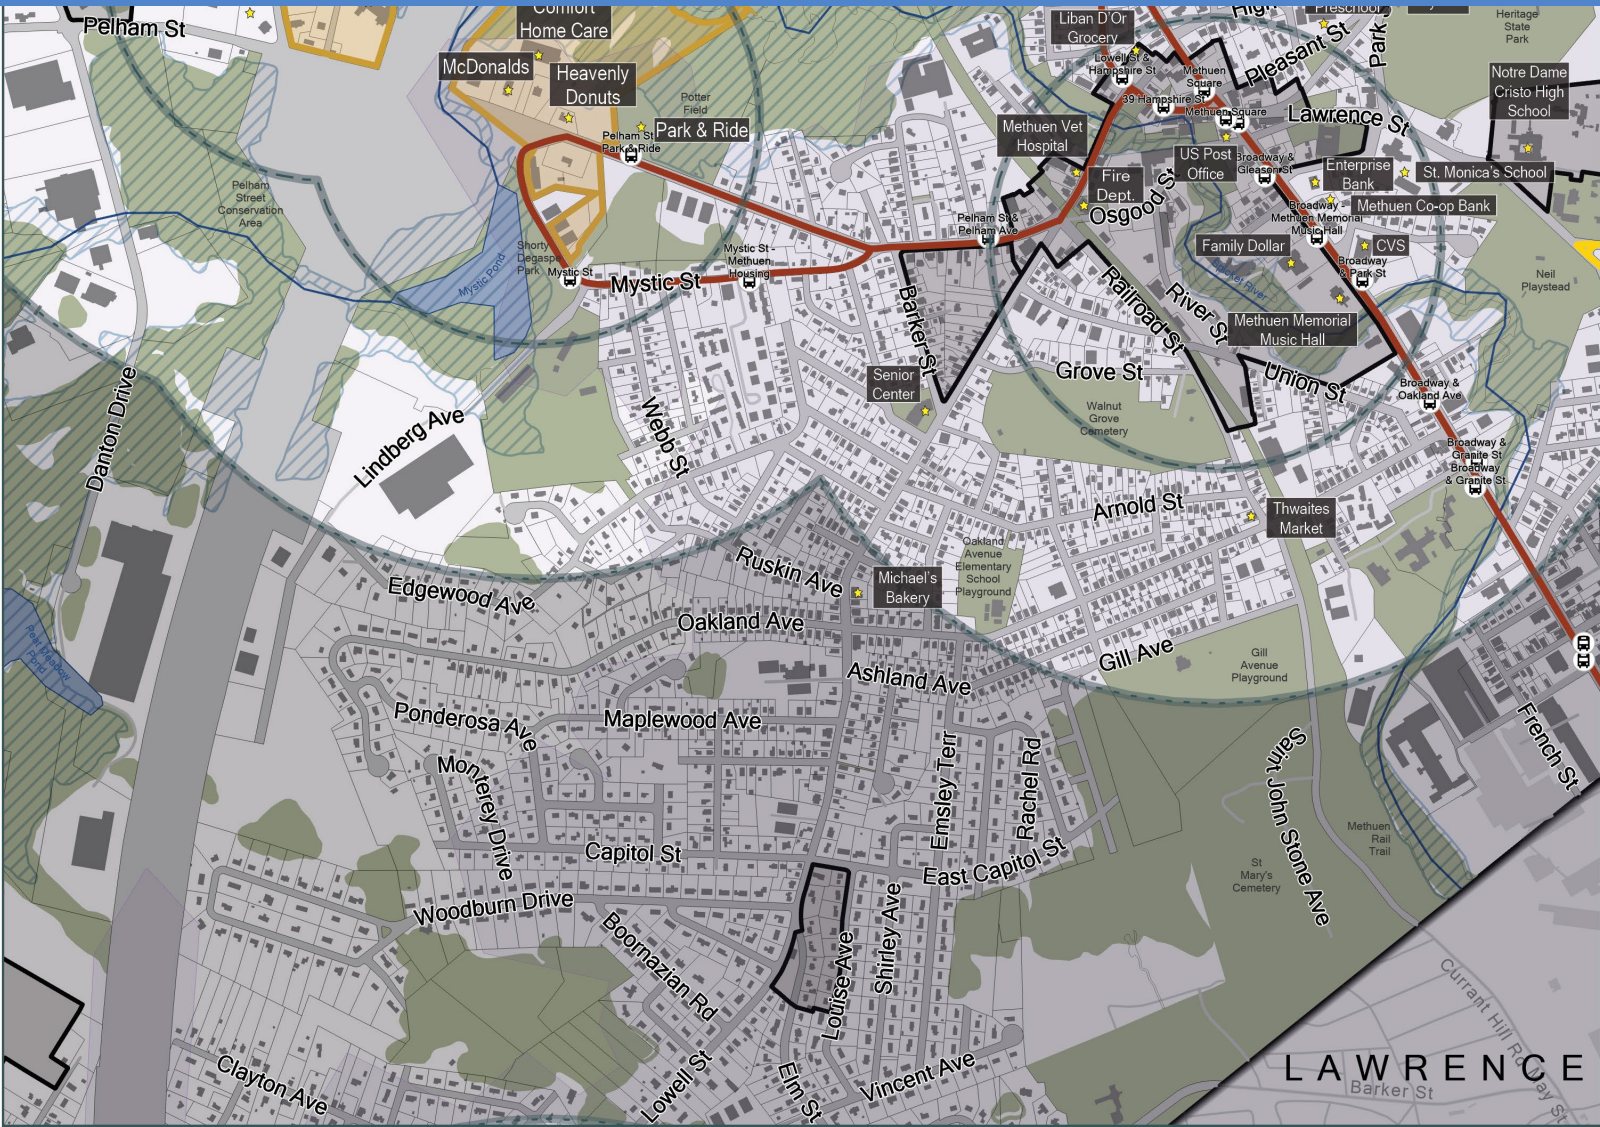 Pelham St
Comfort
Home Care
McDonalds
Heavenly
Donuts
Potter
Field
Pelham St
Park & Ride
Park & Ride
Liban D'Or
Grocery
Lowell St &
Hampshire St
Methuen
Square
39 Hampshire St
Methuen Square
Pleasant St
Preschool
Park S
Heritage
State
Park
Notre Dame
Cristo High
School
Lawrence St
Methuen Vet
Hospital
US Post
Office
Broadway &
Gleason St
Enterprise
Bank
St. Monica's School
Fire
Dept.
Osgood St
Methuen Co-op Bank
Broadway -
Methuen Memorial
Music Hall
Pelham
Street
Conservation
Area
Pelham St &
Pelham Ave
Family Dollar
CVS
Broadway
& Park St
Shorty
Degaspe
Park
Mystic Pond
Mystic St
Mystic St
Mystic St -
Methuen
Housing
Spicket River
Neil
Playstead
Barker St
Railroad St
River St
Methuen Memorial
Music Hall
Senior
Center
Grove St
Union St
Broadway &
Oakland Ave
Danton Drive
Lindberg Ave
Webb St
Walnut
Grove
Cemetery
Broadway &
Granite St
Broadway
& Granite St
Arnold St
Thwaites
Market
Oakland
Avenue
Elementary
School
Playground
Ruskin Ave
Michael's
Bakery
Edgewood Ave
Oakland Ave
Gill Ave
Gill
Avenue
Playground
Peat Meadow
Pond
Ashland Ave
Ponderosa Ave
Maplewood Ave
Emsley Terr
Rachel Rd
Saint John Stone Ave
French St
Monterey Drive
Capitol St
East Capitol St
Methuen
Rail
Trail
St
Mary's
Cemetery
Woodburn Drive
Boornazian Rd
Louise Ave
Shirley Ave
Currant Hill Rd
May St
LAWRENCE
Barker St
Clayton Ave
Lowell St
Elm St
Vincent Ave